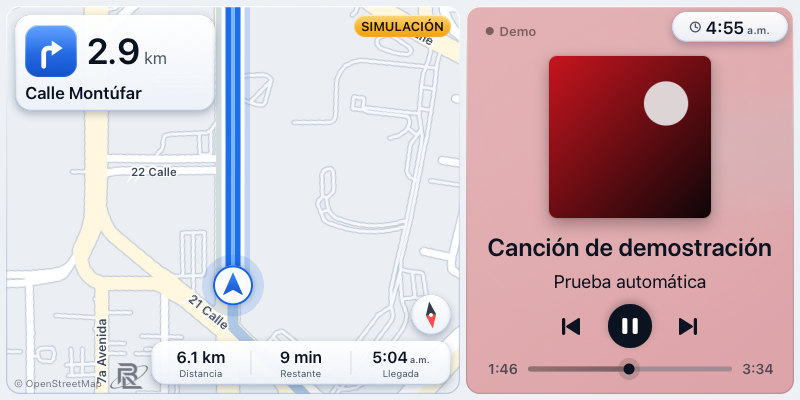 2.9 km
Calle Montúfar
SIMULACIÓN
lle
22 Calle
21 Calle
7a Avenida
6.1 km
Distancia
9 min
Restante
5:04 a.m.
Llegada
© OpenStreetMap
Demo
4:55 a.m.
Canción de demostración
Prueba automática
1:46
3:34